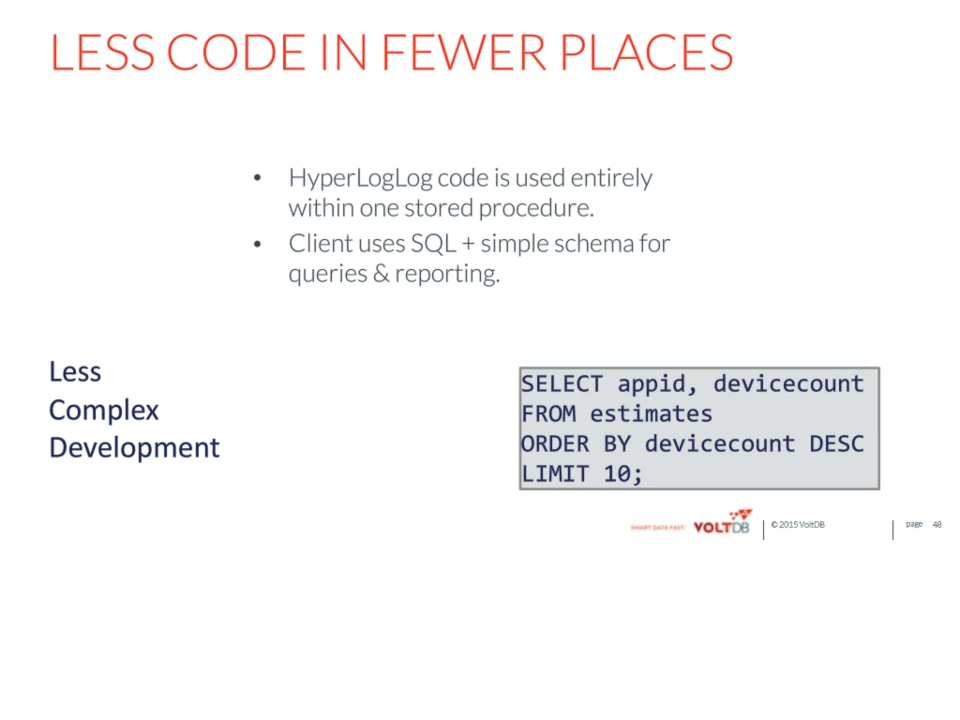 LESS CODE IN FEWER PLACES
• HyperLogLog code is used entirely
within one stored procedure.
• Client uses SQL + simple schema for
queries & reporting.
Less
Complex
Development
SELECT appid, devicecount
FROM estimates
ORDER BY devicecount DESC
LIMIT 10;
SMART DATA FAST VOLTDB © 2015 VoltDB page 48